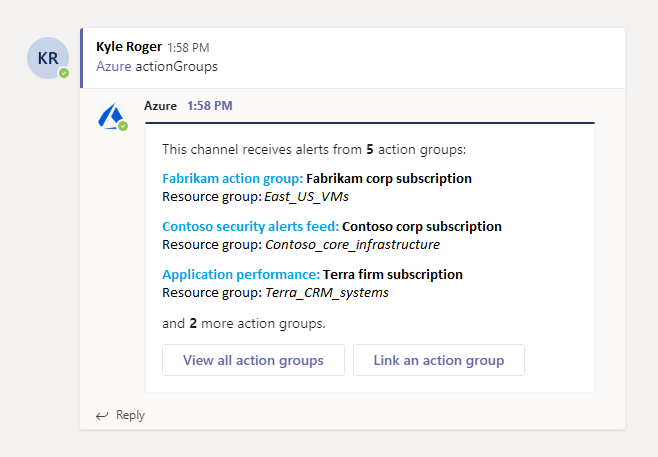 KR
Kyle Roger 1:58 PM
Azure actionGroups
Azure 1:58 PM
This channel receives alerts from 5 action groups:
Fabrikam action group: Fabrikam corp subscription
Resource group: East_US_VMs
Contoso security alerts feed: Contoso corp subscription
Resource group: Contoso_core_infrastructure
Application performance: Terra firm subscription
Resource group: Terra_CRM_systems
and 2 more action groups.
View all action groups Link an action group
Reply